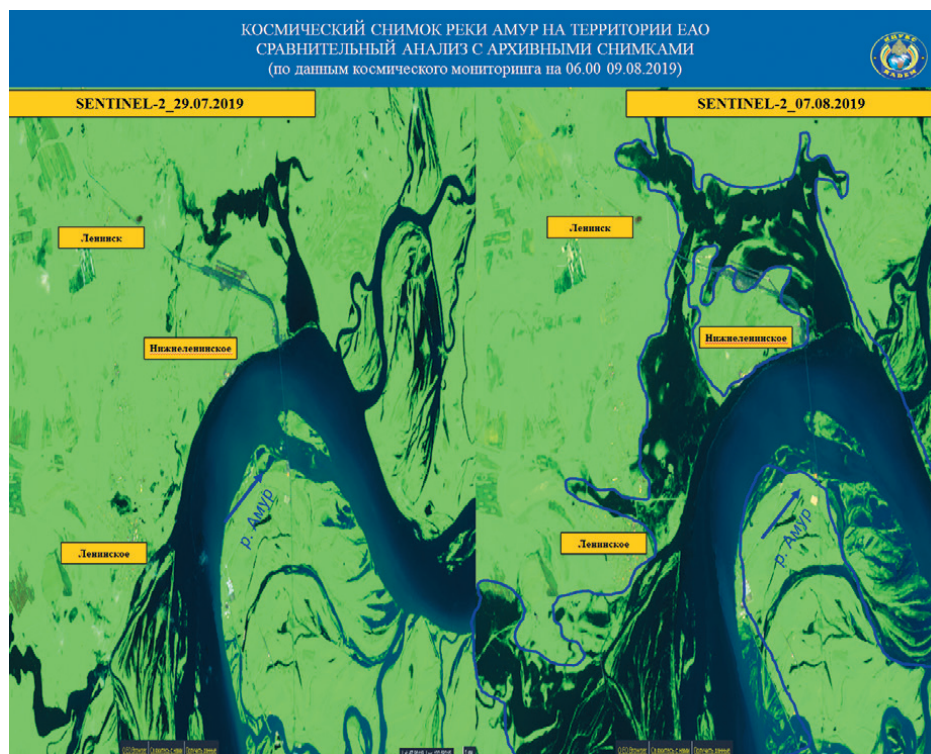 КОСМИЧЕСКИЙ СНИМОК РЕКИ АМУР НА ТЕРРИТОРИИ ЕАО
СРАВНИТЕЛЬНЫЙ АНАЛИЗ С АРХИВНЫМИ СНИМКАМИ
(по данным космического мониторинга на 06.00 09.08.2019)
SENTINEL-2_29.07.2019
SENTINEL-2_07.08.2019
Ленинск
Ленинск
Нижнеленинское
Нижнеленинское
р. Амур
р. Амур
Ленинское
Ленинское